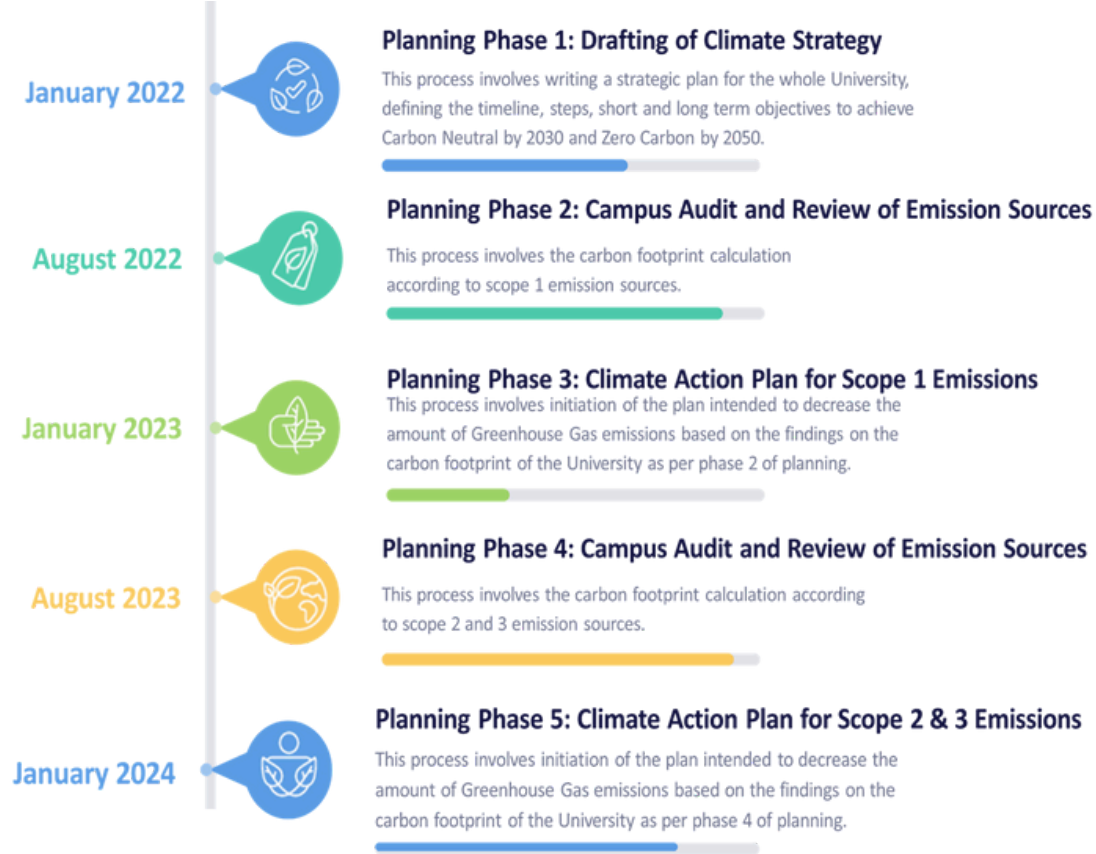 Planning Phase 1: Drafting of Climate Strategy
January 2022
This process involves writing a strategic plan for the whole University,
defining the timeline, steps, short and long term objectives to achieve
Carbon Neutral by 2030 and Zero Carbon by 2050.
Planning Phase 2: Campus Audit and Review of Emission Sources
August 2022
This process involves the carbon footprint calculation
according to scope 1 emission sources.
Planning Phase 3: Climate Action Plan for Scope 1 Emissions
January 2023
This process involves initiation of the plan intended to decrease the
amount of Greenhouse Gas emissions based on the findings on the
carbon footprint of the University as per phase 2 of planning.
Planning Phase 4: Campus Audit and Review of Emission Sources
August 2023
This process involves the carbon footprint calculation according
to scope 2 and 3 emission sources.
Planning Phase 5: Climate Action Plan for Scope 2 & 3 Emissions
January 2024
This process involves initiation of the plan intended to decrease the
amount of Greenhouse Gas emissions based on the findings on the
carbon footprint of the University as per phase 4 of planning.